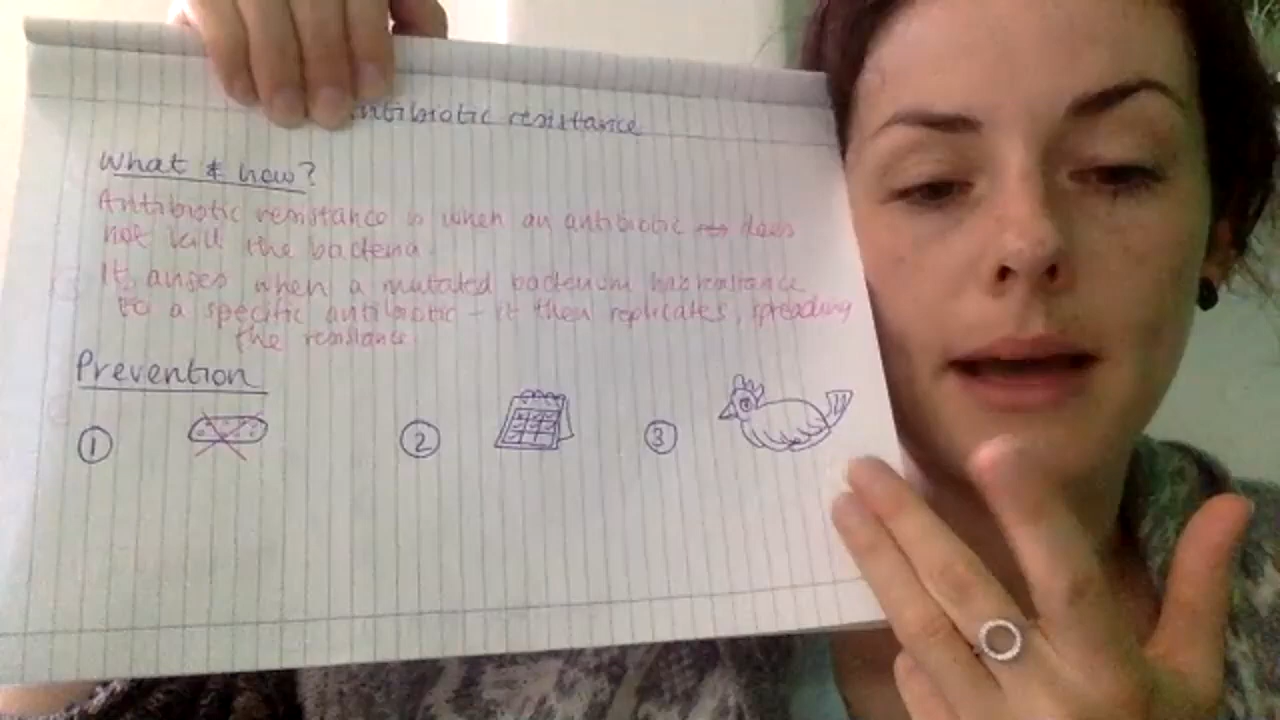 Antibiotic resistance
What & how?
Antibiotic resistance is when an antibiotic does
not kill the bacteria.
It arises when a mutated bacterium has resistance
to a specific antibiotic - it then replicates, spreading
the resistance.
Prevention
1 2 3